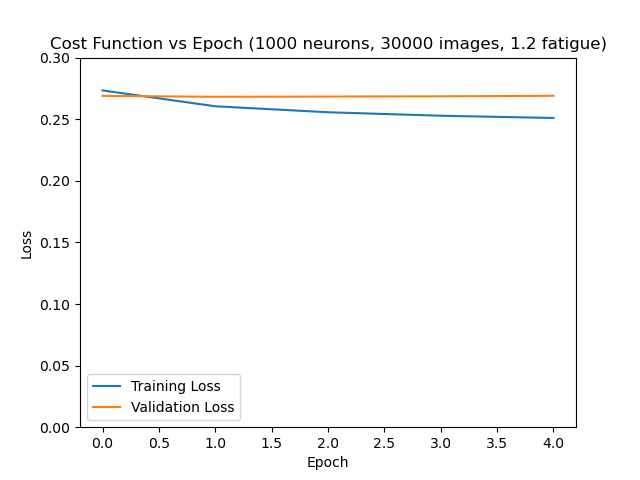 Cost Function vs Epoch (1000 neurons, 30000 images, 1.2 fatigue)
0.30
0.25
0.20
0.15
0.10
0.05
0.00
Loss
Training Loss
Validation Loss
0.0 0.5 1.0 1.5 2.0 2.5 3.0 3.5 4.0
Epoch